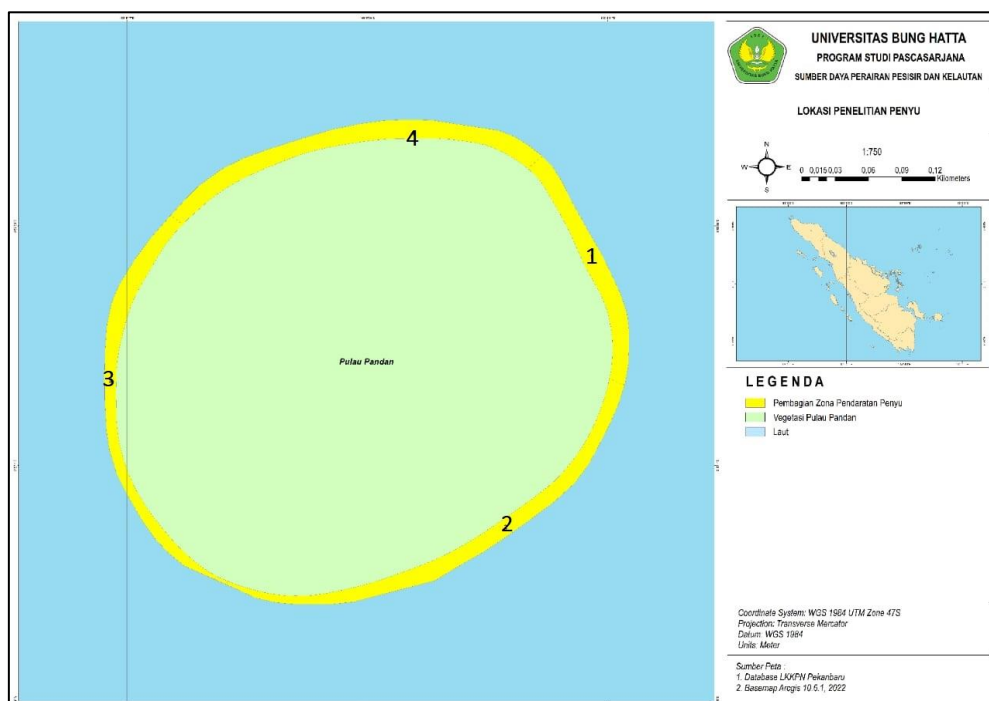 UNIVERSITAS BUNG HATTA
PROGRAM STUDI PASCASARJANA
SUMBER DAYA PERAIRAN PESISIR DAN KELAUTAN
LOKASI PENELITIAN PENYU
N
W E
S
1:750
0 0,015 0,03 0,06 0,09 0,12
Kilometers
4
1
Pulau Pandan
3
2
LEGENDA
Pembagian Zona Pendaratan Penyu
Vegetasi Pulau Pandan
Laut
Coordinate System: WGS 1984 UTM Zone 47S
Projection: Transverse Mercator
Datum: WGS 1984
Units: Meter
Sumber Peta :
1. Database LKKPN Pekanbaru
2. Basemap Arcgis 10.6.1, 2022